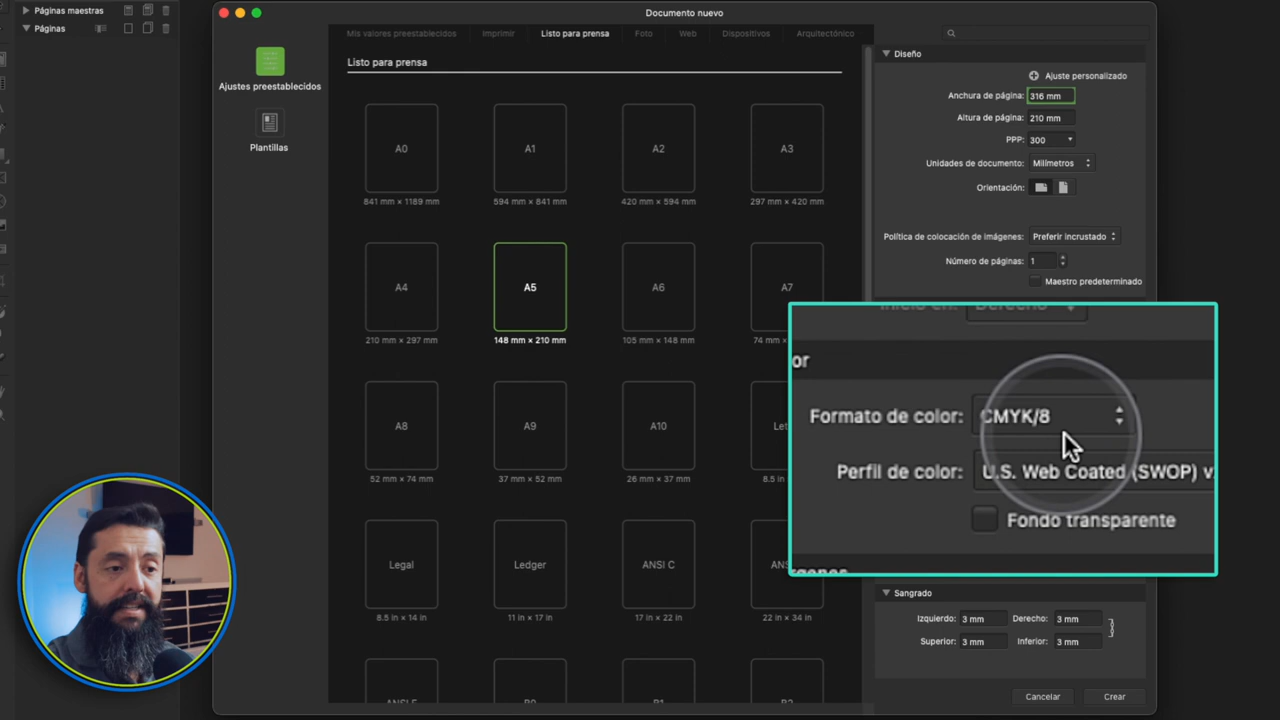 Páginas maestras
Páginas
Documento nuevo
Ajustes preestablecidos
Plantillas
Mis valores preestablecidos Imprimir Listo para prensa Foto Web Dispositivos Arquitectónico
Listo para prensa
A0 A1 A2 A3
841 mm × 1189 mm 594 mm × 841 mm 420 mm × 594 mm 297 mm × 420 mm
A4 A5 A6 A7
210 mm × 297 mm 148 mm × 210 mm 105 mm × 148 mm 74 mm
A8 A9 A10
52 mm × 74 mm 37 mm × 52 mm 26 mm × 37 mm 8.5 in
Legal Ledger ANSI C
8.5 in × 14 in 11 in × 17 in 17 in × 22 in 22 in × 34 in
Diseño
Ajuste personalizado
Anchura de página: 316 mm
Altura de página: 210 mm
PPP: 300
Unidades de documento: Milímetros
Orientación:
Política de colocación de imágenes: Preferir incrustado
Número de páginas: 1
Maestro predeterminado
Formato de color: CMYK/8
Perfil de color: U.S. Web Coated (SWOP) v.
Fondo transparente
Sangrado
Izquierdo: 3 mm Derecho: 3 mm
Superior: 3 mm Inferior: 3 mm
Cancelar Crear